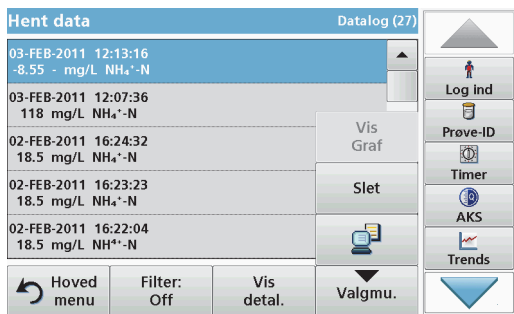 Hent data
Datalog (27)
03-FEB-2011 12:13:16
-8.55 - mg/L NH₄⁺-N
03-FEB-2011 12:07:36
118 mg/L NH₄⁺-N
02-FEB-2011 16:24:32
18.5 mg/L NH₄⁺-N
02-FEB-2011 16:23:23
18.5 mg/L NH₄⁺-N
02-FEB-2011 16:22:04
18.5 mg/L NH⁴⁺-N
Vis
Graf
Slet
Hoved
menu
Filter:
Off
Vis
detal.
Valgmu.
Log ind
Prøve-ID
Timer
AKS
Trends